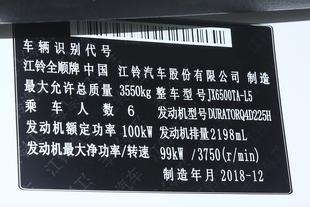 车辆识别代号
江铃全顺牌 中国 江铃汽车股份有限公司 制造
最大允许总质量 3550kg 整车型号 JX6500TA-L5
乘车人数 6 发动机型号 DURATORQ4D225H
发动机额定功率 100kW 发动机排量 2198mL
发动机最大净功率/转速 99kW /3750(r/min)
制造年月 2018-12